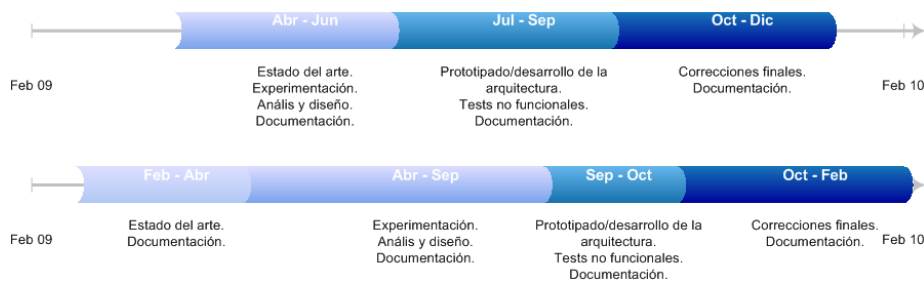 Abr - Jun
Jul - Sep
Oct - Dic
Feb 09
Estado del arte.
Experimentación.
Anális y diseño.
Documentación.
Prototipado/desarrollo de la
arquitectura.
Tests no funcionales.
Documentación.
Correcciones finales.
Documentación.
Feb 10
Feb - Abr
Abr - Sep
Sep - Oct
Oct - Feb
Feb 09
Estado del arte.
Documentación.
Experimentación.
Anális y diseño.
Documentación.
Prototipado/desarrollo de la
arquitectura.
Tests no funcionales.
Documentación.
Correcciones finales.
Documentación.
Feb 10